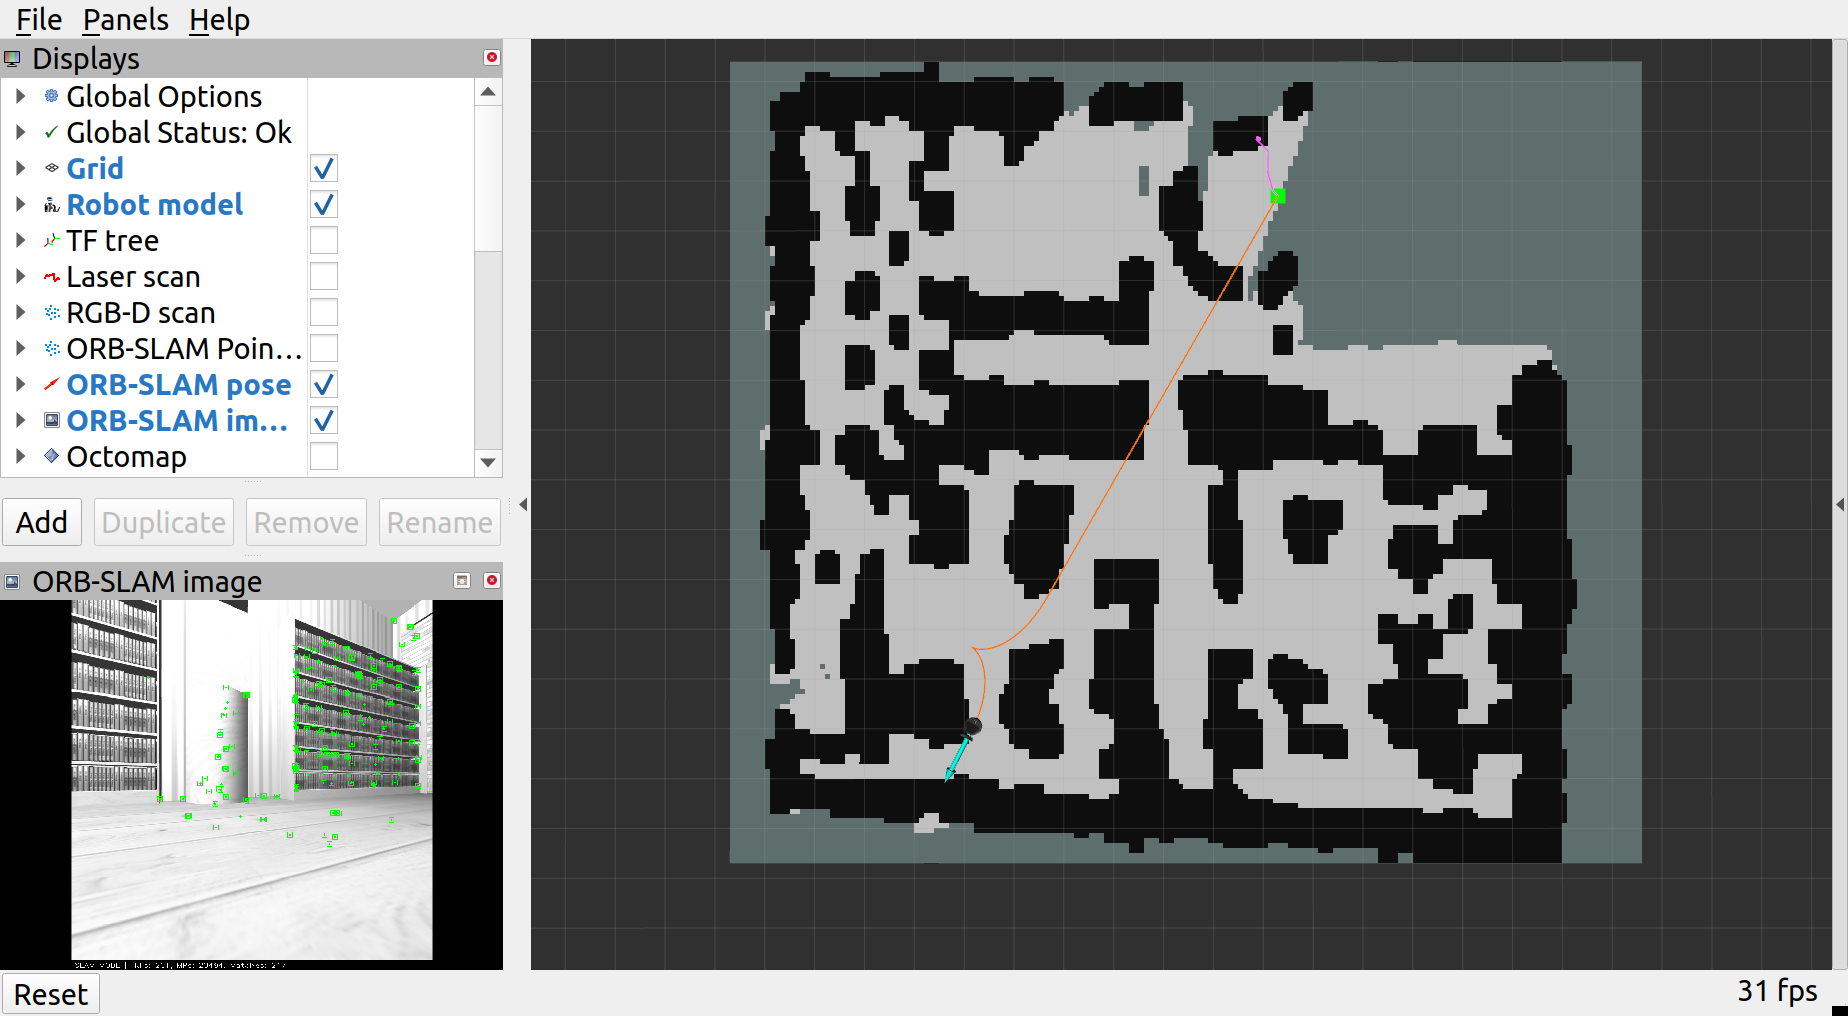 File Panels Help
Displays
Global Options
Global Status: Ok
Grid
Robot model
TF tree
Laser scan
RGB-D scan
ORB-SLAM Poin...
ORB-SLAM pose
ORB-SLAM im...
Octomap
Add Duplicate Remove Rename
ORB-SLAM image
SLAM MODE |
Reset
31 fps